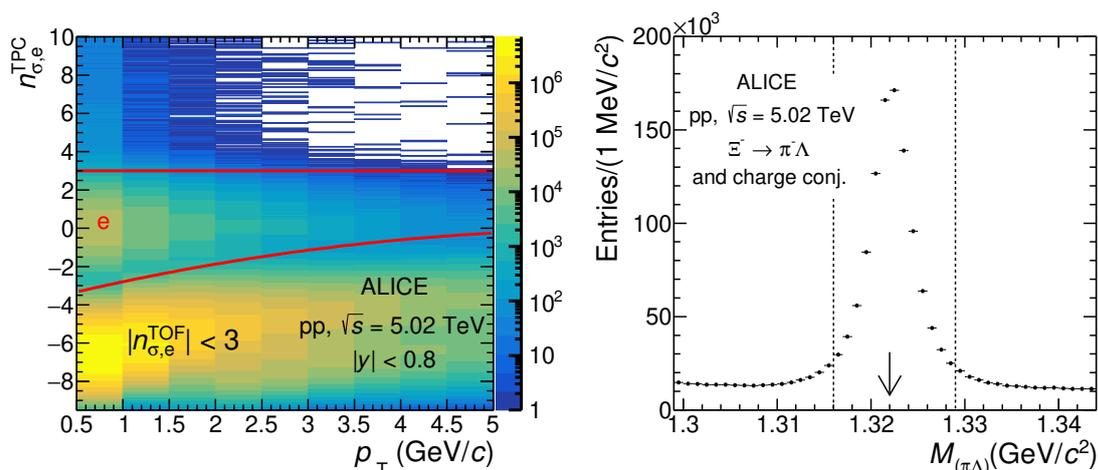 n^TPC_σ,e
10
8
6
4
2
0
−2
−4
−6
−8
e
ALICE
pp, √s = 5.02 TeV
|y| < 0.8
|n^TOF_σ,e| < 3
0.5 1 1.5 2 2.5 3 3.5 4 4.5 5
p_T (GeV/c)
10^6
10^5
10^4
10^3
10^2
10
1
×10^3
Entries/(1 MeV/c^2)
200
150
100
50
0
ALICE
pp, √s = 5.02 TeV
Ξ^- → π^-Λ
and charge conj.
1.3 1.31 1.32 1.33 1.34
M_(πΛ)(GeV/c^2)